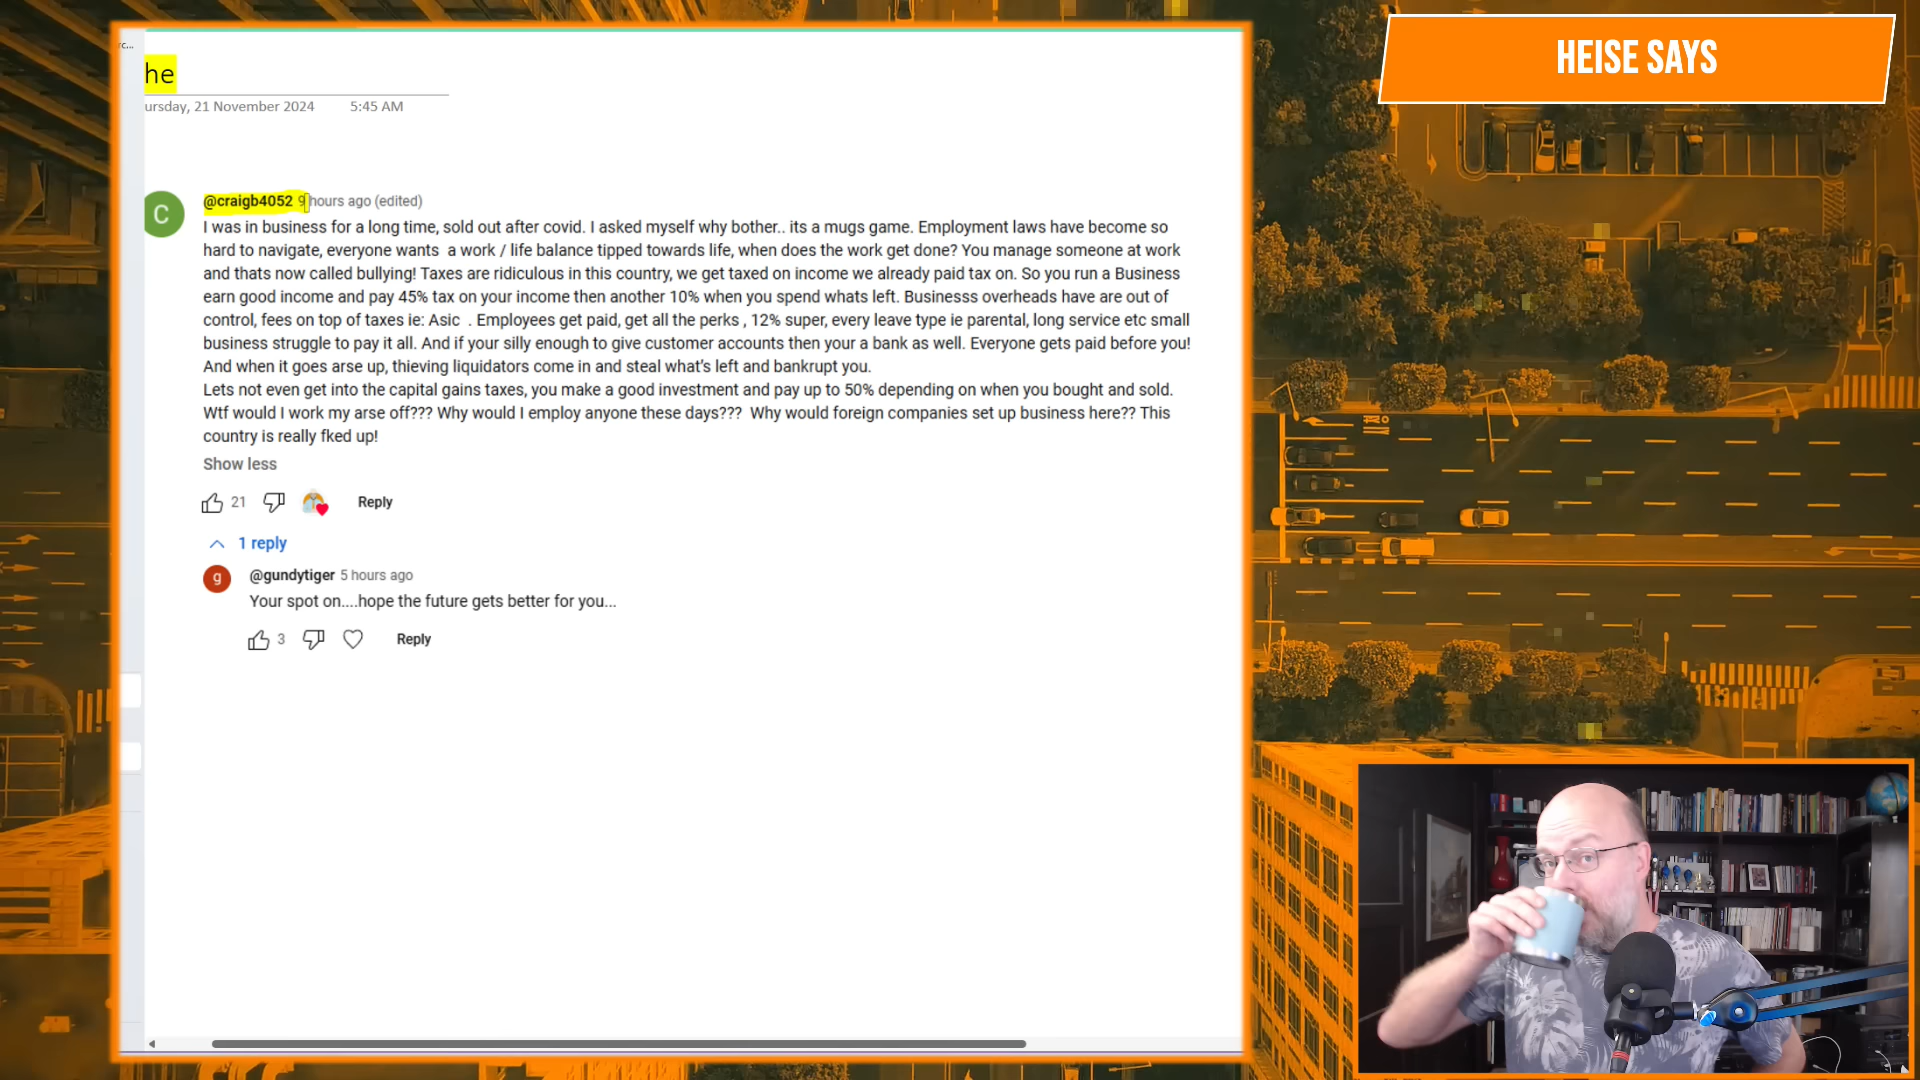 HEISE SAYS
rc...
he
ursday, 21 November 2024 5:45 AM
C
@craigb4052 9 hours ago (edited)
I was in business for a long time, sold out after covid. I asked myself why bother.. its a mugs game. Employment laws have become so
hard to navigate, everyone wants a work / life balance tipped towards life, when does the work get done? You manage someone at work
and thats now called bullying! Taxes are ridiculous in this country, we get taxed on income we already paid tax on. So you run a Business
earn good income and pay 45% tax on your income then another 10% when you spend whats left. Businesss overheads have are out of
control, fees on top of taxes ie: Asic . Employees get paid, get all the perks , 12% super, every leave type ie parental, long service etc small
business struggle to pay it all. And if your silly enough to give customer accounts then your a bank as well. Everyone gets paid before you!
And when it goes arse up, thieving liquidators come in and steal what's left and bankrupt you.
Lets not even get into the capital gains taxes, you make a good investment and pay up to 50% depending on when you bought and sold.
Wtf would I work my arse off??? Why would I employ anyone these days??? Why would foreign companies set up business here?? This
country is really fked up!
Show less
21 Reply
1 reply
g
@gundytiger 5 hours ago
Your spot on....hope the future gets better for you...
3 Reply